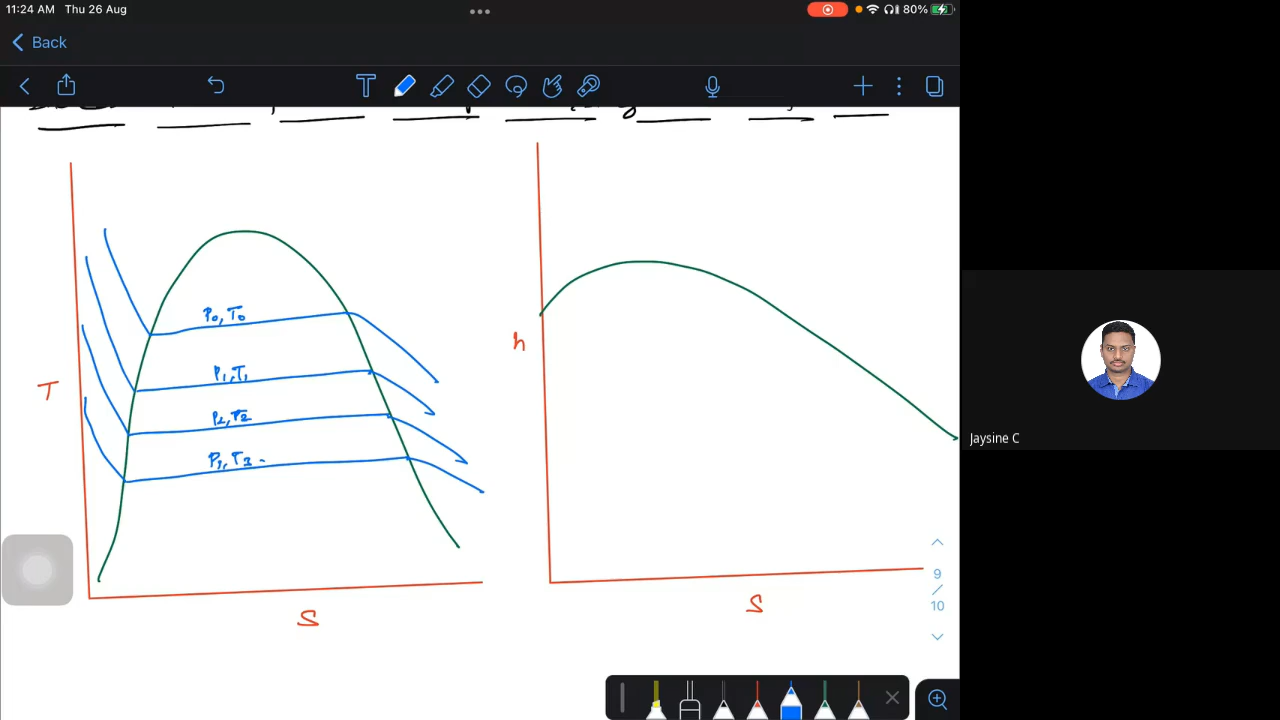 11:24 AM Thu 26 Aug
80%
Back
P₀, T₀
P₁, T₁
P₂, T₂
P₃, T₃
T
S
h
S
9
/
10
Jaysine C